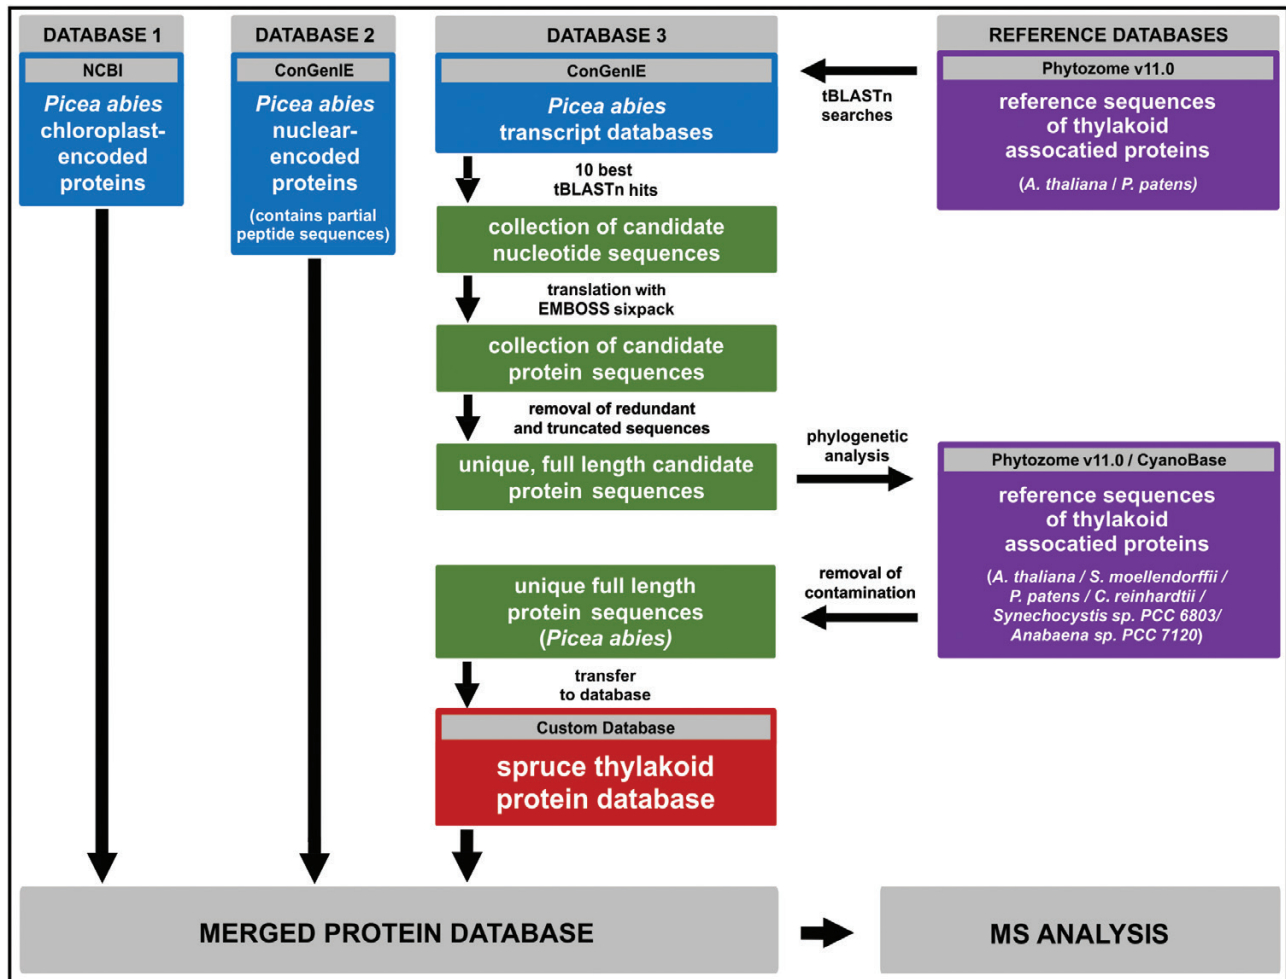 DATABASE 1
NCBI
Picea abies
chloroplast-
encoded
proteins
DATABASE 2
ConGenIE
Picea abies
nuclear-
encoded
proteins
(contains partial
peptide sequences)
DATABASE 3
ConGenIE
Picea abies
transcript databases
REFERENCE DATABASES
Phytozome v11.0
reference sequences
of thylakoid
assocatied proteins
(A. thaliana / P. patens)
tBLASTn
searches
10 best
tBLASTn hits
collection of candidate
nucleotide sequences
translation with
EMBOSS sixpack
collection of candidate
protein sequences
removal of redundant
and truncated sequences
unique, full length candidate
protein sequences
phylogenetic
analysis
Phytozome v11.0 / CyanoBase
reference sequences
of thylakoid
assocatied proteins
(A. thaliana / S. moellendorffii /
P. patens / C. reinhardtii /
Synechocystis sp. PCC 6803/
Anabaena sp. PCC 7120)
removal of
contamination
unique full length
protein sequences
(Picea abies)
transfer
to database
Custom Database
spruce thylakoid
protein database
MERGED PROTEIN DATABASE
MS ANALYSIS